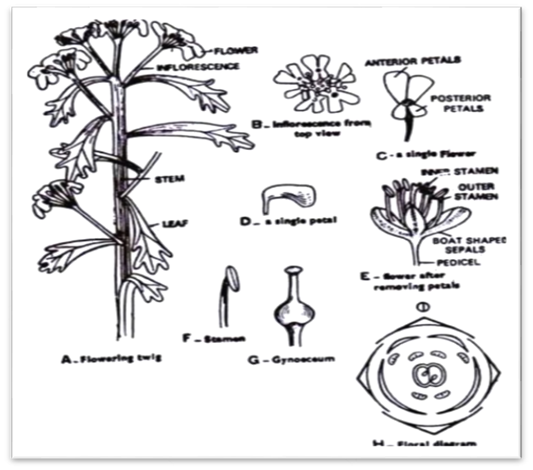 FLOWER
INFLORESCENCE
STEM
LEAF
A - Flowering twig
B - Inflorescence from
top view
ANTERIOR PETALS
POSTERIOR
PETALS
C - a single Flower
D - a single petal
INNER STAMEN
OUTER
STAMEN
BOAT SHAPED
SEPALS
PEDICEL
E - flower after
removing petals
F - Stamen
G - Gynoeceum
H - Floral diagram